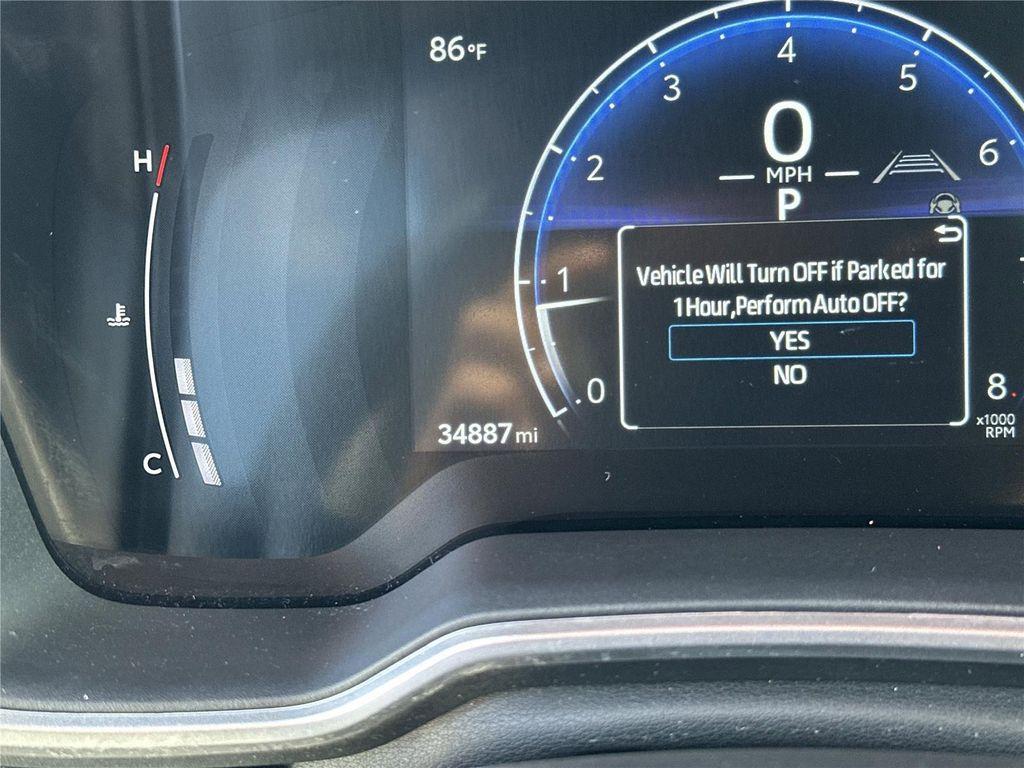 86°F
4
3
5
H
0
2
6
MPH
P
Vehicle Will Turn OFF if Parked for
1
1 Hour,Perform Auto OFF?
YES
NO
.0
8
x1000
RPM
34887 mi
C